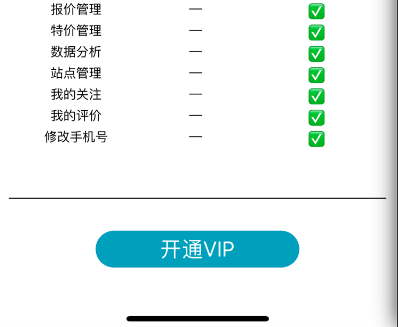 报价管理 — ✅
特价管理 — ✅
数据分析 — ✅
站点管理 — ✅
我的关注 — ✅
我的评价 — ✅
修改手机号 — ✅
开通VIP